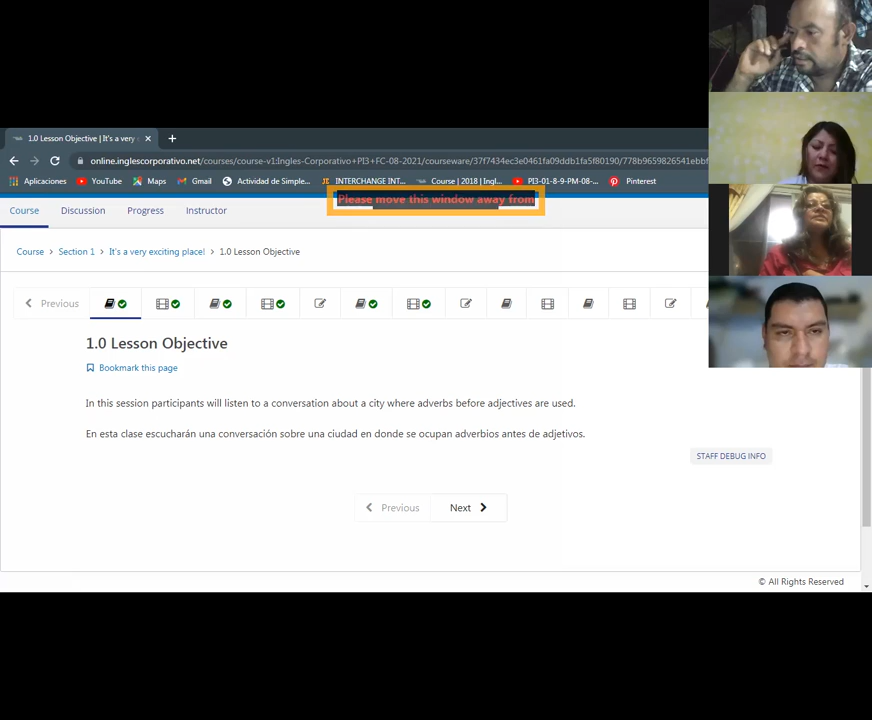 1.0 Lesson Objective | It's a very
online.inglescorporativo.net/courses/course-v1:Ingles-Corporativo+PI3+FC-08-2021/courseware/37f7434ec3e0461fa09ddb1fa5f80190/778b9659826541ebbf
Aplicaciones YouTube Maps Gmail Actividad de Simple... INTERCHANGE INT... Course | 2018 | Ingl... PI3-01-8-9-PM-08-... Pinterest
Please move this window away from
Course Discussion Progress Instructor
Course > Section 1 > It's a very exciting place! > 1.0 Lesson Objective
Previous
1.0 Lesson Objective
Bookmark this page
In this session participants will listen to a conversation about a city where adverbs before adjectives are used.
En esta clase escucharán una conversación sobre una ciudad en donde se ocupan adverbios antes de adjetivos.
STAFF DEBUG INFO
Previous Next
© All Rights Reserved